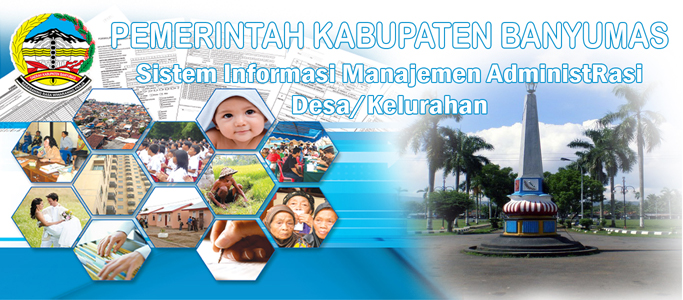 PEMERINTAH KABUPATEN BANYUMAS
Sistem Informasi Manajemen AdministRasi
Desa/Kelurahan